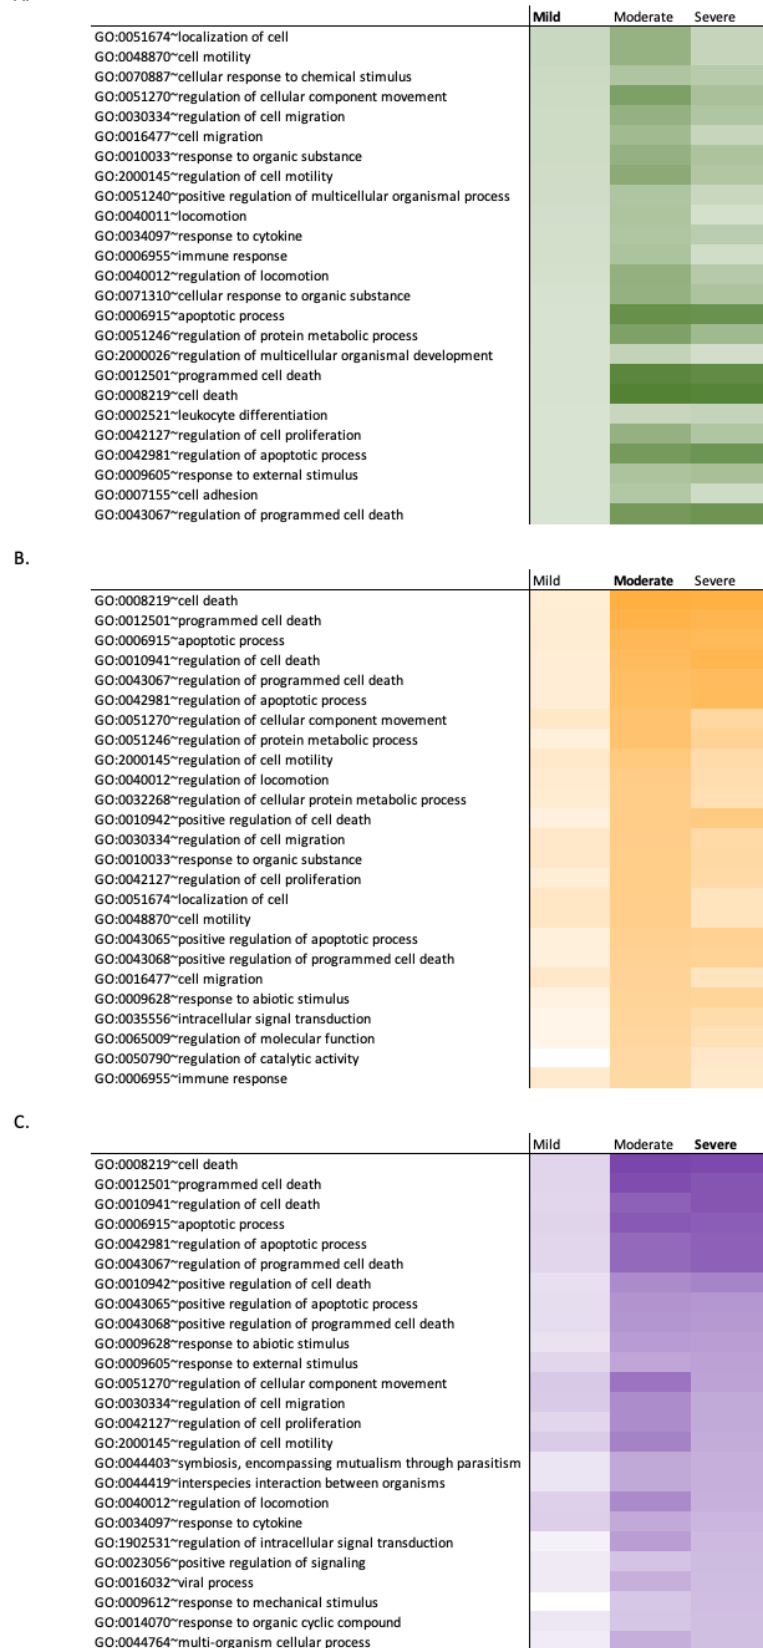 Mild Moderate Severe
GO:0051674~localization of cell
GO:0048870~cell motility
GO:0070887~cellular response to chemical stimulus
GO:0051270~regulation of cellular component movement
GO:0030334~regulation of cell migration
GO:0016477~cell migration
GO:0010033~response to organic substance
GO:2000145~regulation of cell motility
GO:0051240~positive regulation of multicellular organismal process
GO:0040011~locomotion
GO:0034097~response to cytokine
GO:0006955~immune response
GO:0040012~regulation of locomotion
GO:0071310~cellular response to organic substance
GO:0006915~apoptotic process
GO:0051246~regulation of protein metabolic process
GO:2000026~regulation of multicellular organismal development
GO:0012501~programmed cell death
GO:0008219~cell death
GO:0002521~leukocyte differentiation
GO:0042127~regulation of cell proliferation
GO:0042981~regulation of apoptotic process
GO:0009605~response to external stimulus
GO:0007155~cell adhesion
GO:0043067~regulation of programmed cell death
B.
Mild Moderate Severe
GO:0008219~cell death
GO:0012501~programmed cell death
GO:0006915~apoptotic process
GO:0010941~regulation of cell death
GO:0043067~regulation of programmed cell death
GO:0042981~regulation of apoptotic process
GO:0051270~regulation of cellular component movement
GO:0051246~regulation of protein metabolic process
GO:2000145~regulation of cell motility
GO:0040012~regulation of locomotion
GO:0032268~regulation of cellular protein metabolic process
GO:0010942~positive regulation of cell death
GO:0030334~regulation of cell migration
GO:0010033~response to organic substance
GO:0042127~regulation of cell proliferation
GO:0051674~localization of cell
GO:0048870~cell motility
GO:0043065~positive regulation of apoptotic process
GO:0043068~positive regulation of programmed cell death
GO:0016477~cell migration
GO:0009628~response to abiotic stimulus
GO:0035556~intracellular signal transduction
GO:0065009~regulation of molecular function
GO:0050790~regulation of catalytic activity
GO:0006955~immune response
C.
Mild Moderate Severe
GO:0008219~cell death
GO:0012501~programmed cell death
GO:0010941~regulation of cell death
GO:0006915~apoptotic process
GO:0042981~regulation of apoptotic process
GO:0043067~regulation of programmed cell death
GO:0010942~positive regulation of cell death
GO:0043065~positive regulation of apoptotic process
GO:0043068~positive regulation of programmed cell death
GO:0009628~response to abiotic stimulus
GO:0009605~response to external stimulus
GO:0051270~regulation of cellular component movement
GO:0030334~regulation of cell migration
GO:0042127~regulation of cell proliferation
GO:2000145~regulation of cell motility
GO:0044403~symbiosis, encompassing mutualism through parasitism
GO:0044419~interspecies interaction between organisms
GO:0040012~regulation of locomotion
GO:0034097~response to cytokine
GO:1902531~regulation of intracellular signal transduction
GO:0023056~positive regulation of signaling
GO:0016032~viral process
GO:0009612~response to mechanical stimulus
GO:0014070~response to organic cyclic compound
GO:0044764~multi-organism cellular process